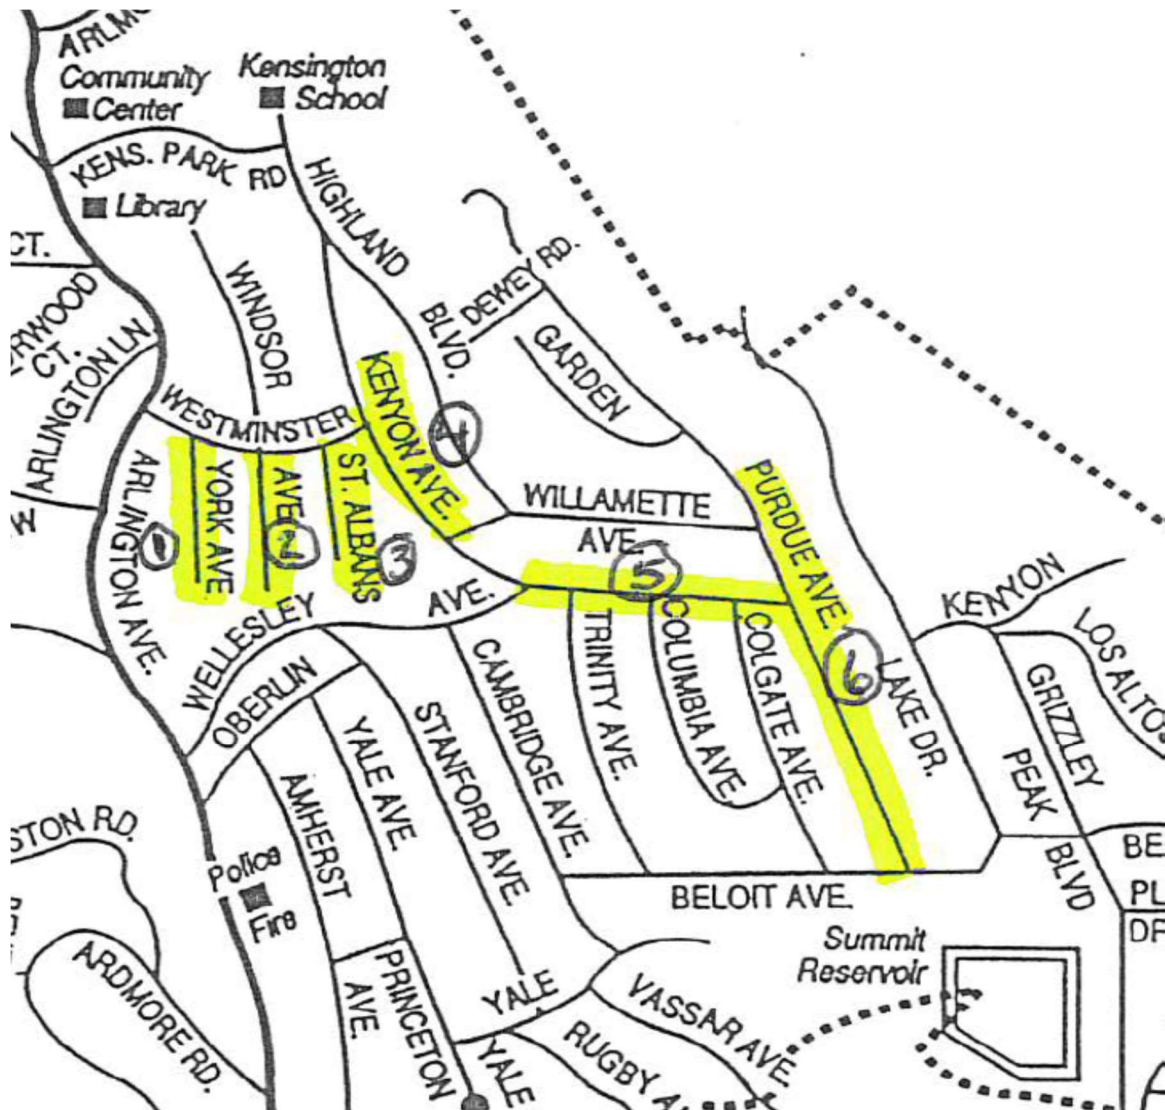 ARLM
Community
Center
Kensington
School
KENS. PARK RD
Library
HIGHLAND
BLVD.
CT.
RWOOD
CT.
ARLINGTON LN.
WINDSOR
DEWEY RD.
GARDEN
WESTMINSTER
KENYON AVE.
4
ARLINGTON AVE.
1
YORK AVE.
AVE.
2
ST. ALBANS
3
W
WILLAMETTE
AVE.
5
PURDUE AVE.
6
WELLESLEY
AVE.
OBERLIN
KENYON
LOS ALTOS
GRIZZLEY
PEAK
BLVD
LAKE DR.
TRINITY AVE.
COLUMBIA AVE.
COLGATE AVE.
CAMBRIDGE AVE.
STANFORD AVE.
YALE AVE.
AMHERST
AVE.
STON RD.
Police
Fire
BELOIT AVE.
BE
PL
DR
Summit
Reservoir
ARDMORE RD.
PRINCETON
YALE
YALE
VASSAR AVE.
RUGBY A